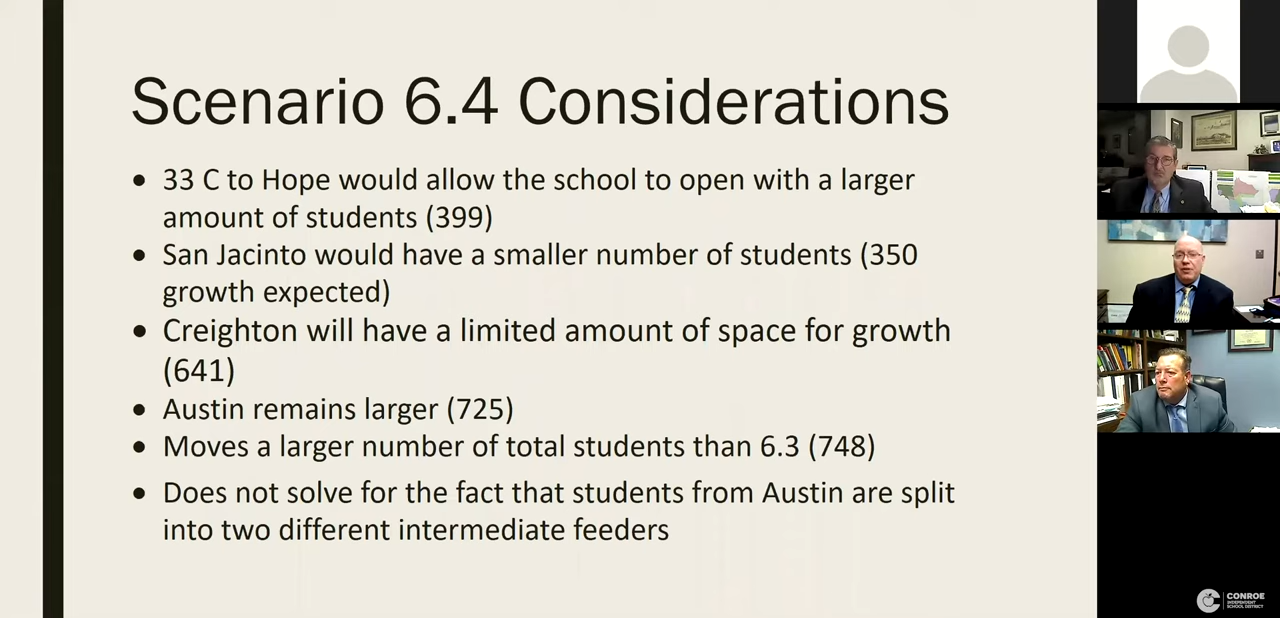 Scenario 6.4 Considerations
• 33 C to Hope would allow the school to open with a larger
amount of students (399)
• San Jacinto would have a smaller number of students (350
growth expected)
• Creighton will have a limited amount of space for growth
(641)
• Austin remains larger (725)
• Moves a larger number of total students than 6.3 (748)
• Does not solve for the fact that students from Austin are split
into two different intermediate feeders
CONROE
INDEPENDENT
SCHOOL DISTRICT